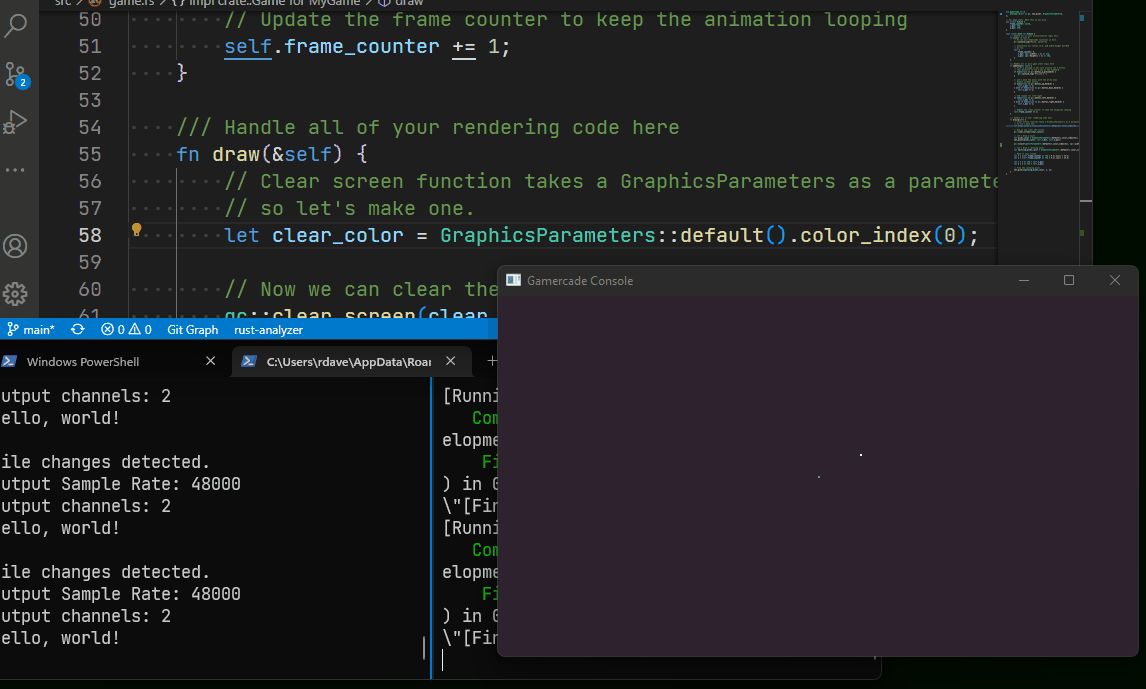 src > game.rs > {} impl crate::Game for MyGame > draw
50 // Update the frame counter to keep the animation looping
51 self.frame_counter += 1;
52 }
53
54 /// Handle all of your rendering code here
55 fn draw(&self) {
56 // Clear screen function takes a GraphicsParameters as a paramete
57 // so let's make one.
58 let clear_color = GraphicsParameters::default().color_index(0);
59
60 // Now we can clear the
61 gc::clear_screen(clear_
2
Gamercade Console
main* 0 0 Git Graph rust-analyzer
Windows PowerShell
C:\Users\rdave\AppData\Roan
utput channels: 2
ello, world!
ile changes detected.
utput Sample Rate: 48000
utput channels: 2
ello, world!
ile changes detected.
utput Sample Rate: 48000
utput channels: 2
ello, world!
[Runni
Com
elopme
Fi
) in 0
\"[Fin
[Runni
Com
elopme
Fi
) in 0
\"[Fin